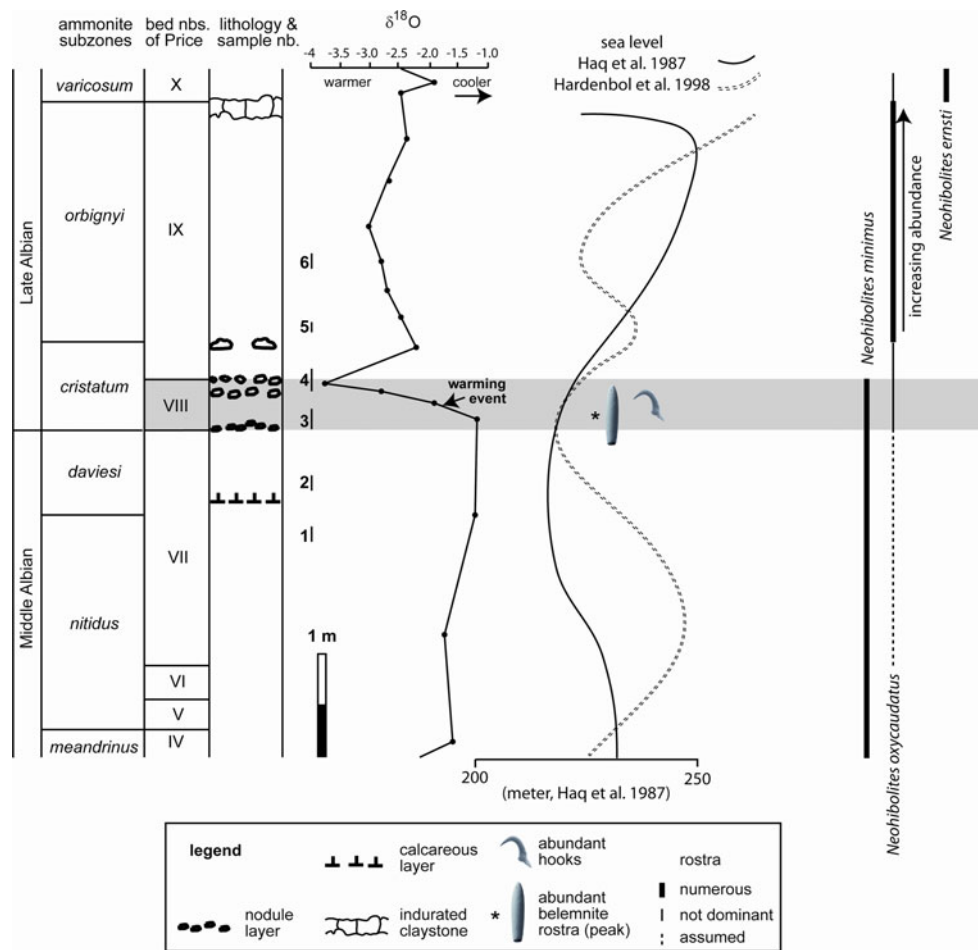 ammonite subzones
bed nbs. of Price
lithology & sample nb.
δ18O
-4 -3.5 -3.0 -2.5 -2.0 -1.5 -1.0
warmer
cooler
sea level
Haq et al. 1987
Hardenbol et al. 1998
varicosum
X
Late Albian
orbignyi
IX
6
5
cristatum
4
VIII
3
warming event
*
daviesi
2
Middle Albian
nitidus
VII
1
1 m
VI
V
meandrinus
IV
200
250
(meter, Haq et al. 1987)
Neohibolites minimus
Neohibolites oxycaudatus
increasing abundance
Neohibolites ernsti
legend
calcareous layer
abundant hooks
rostra
nodule layer
indurated claystone
*
abundant belemnite rostra (peak)
numerous
not dominant
assumed